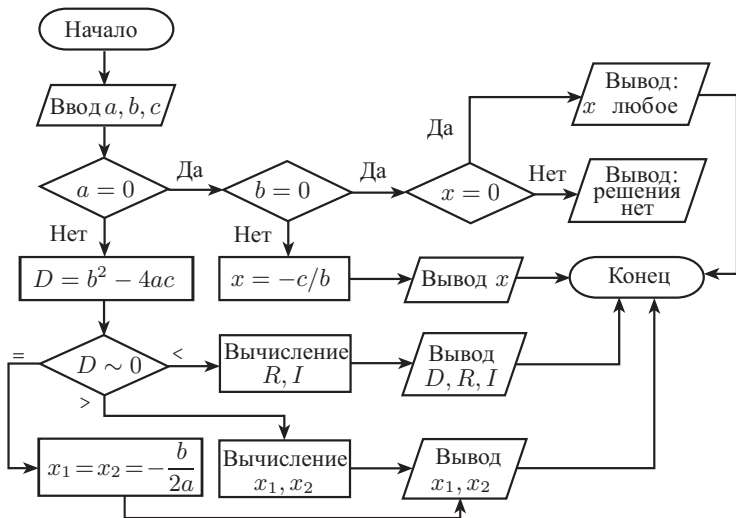 Начало
Ввод a, b, c
a = 0
Да
b = 0
Да
x = 0
Да
Вывод:
x любое
Нет
Вывод:
решения
нет
Нет
D = b² − 4ac
Нет
x = −c/b
Вывод x
Конец
=
D ∼ 0
<
>
Вычисление
R, I
Вывод
D, R, I
x₁ = x₂ = −b/2a
Вычисление
x₁, x₂
Вывод
x₁, x₂